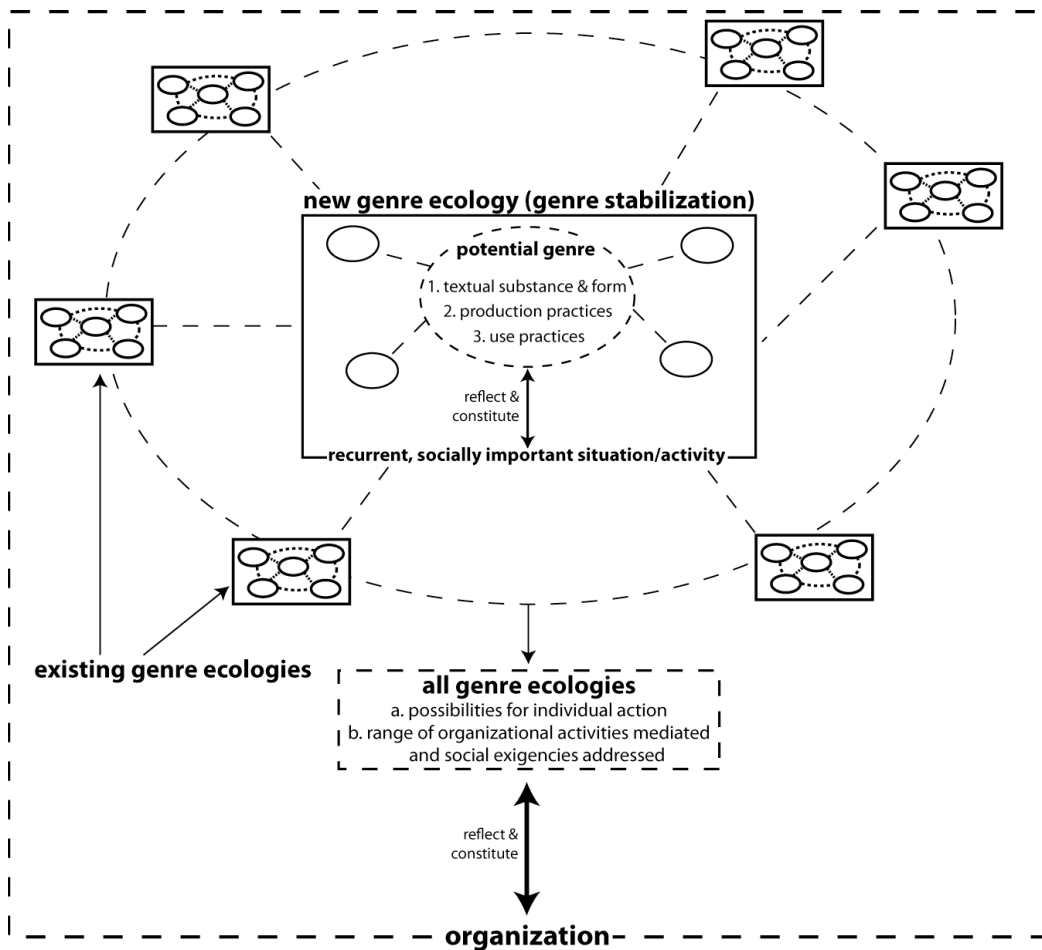 new genre ecology (genre stabilization)
potential genre
1. textual substance & form
2. production practices
3. use practices
reflect &
constitute
recurrent, socially important situation/activity
existing genre ecologies
all genre ecologies
a. possibilities for individual action
b. range of organizational activities mediated
and social exigencies addressed
reflect &
constitute
organization